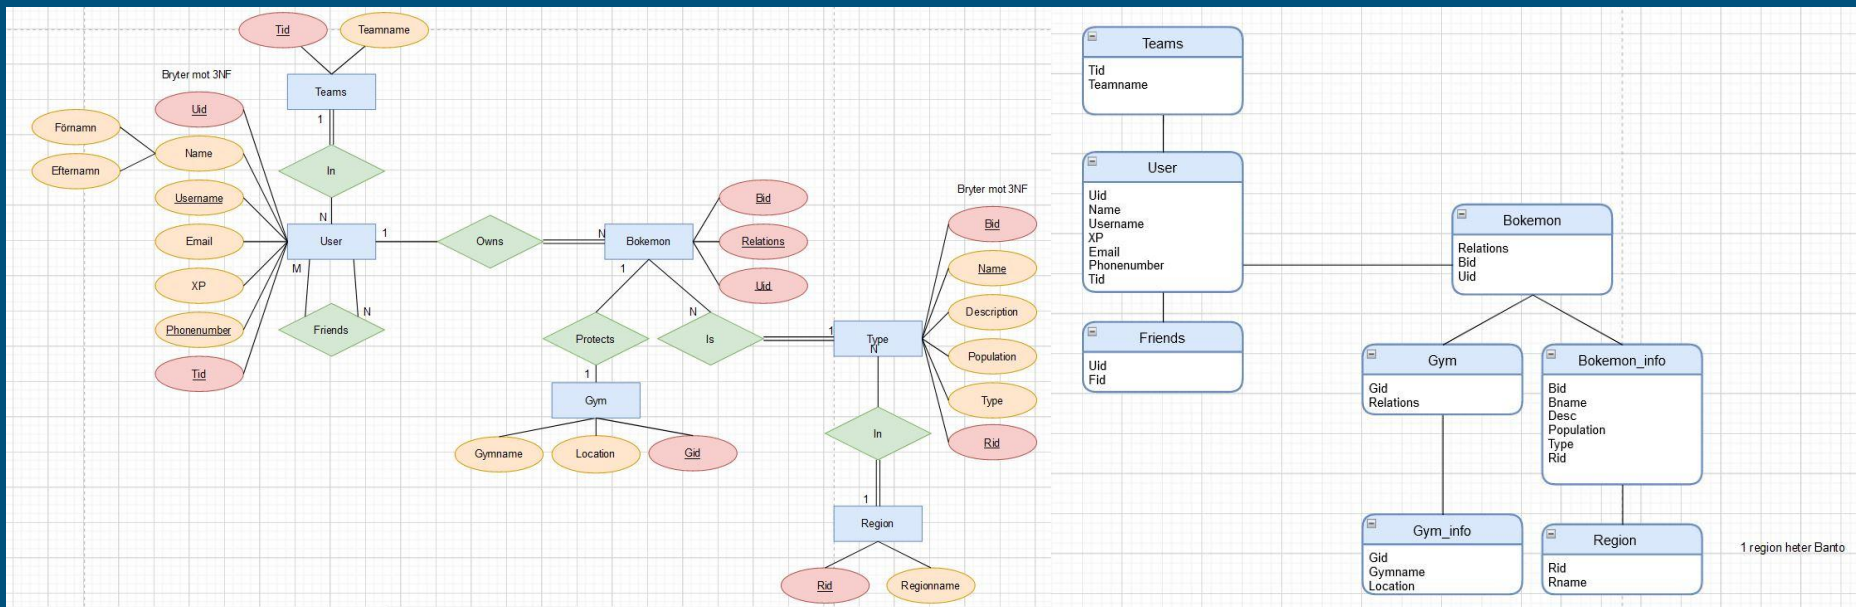 Tid
Teamname
Bryter mot 3NF
Teams
Uid
1
Förnamn
Name
Efternamn
In
Username
N
Email
User
1
Owns
N
Bokemon
Bid
Relations
Uid
M
N
XP
Friends
Phonenumber
Tid
1
N
Protects
Is
1
Type
N
Bryter mot 3NF
Bid
Name
Description
Population
Type
Rid
1
Gym
Gymname
Location
Gid
In
1
Region
Rid
Regionname
Teams
Tid
Teamname
User
Uid
Name
Username
XP
Email
Phonenumber
Tid
Friends
Uid
Fid
Bokemon
Relations
Bid
Uid
Gym
Gid
Relations
Bokemon_info
Bid
Bname
Desc
Population
Type
Rid
Gym_info
Gid
Gymname
Location
Region
Rid
Rname
1 region heter Banto